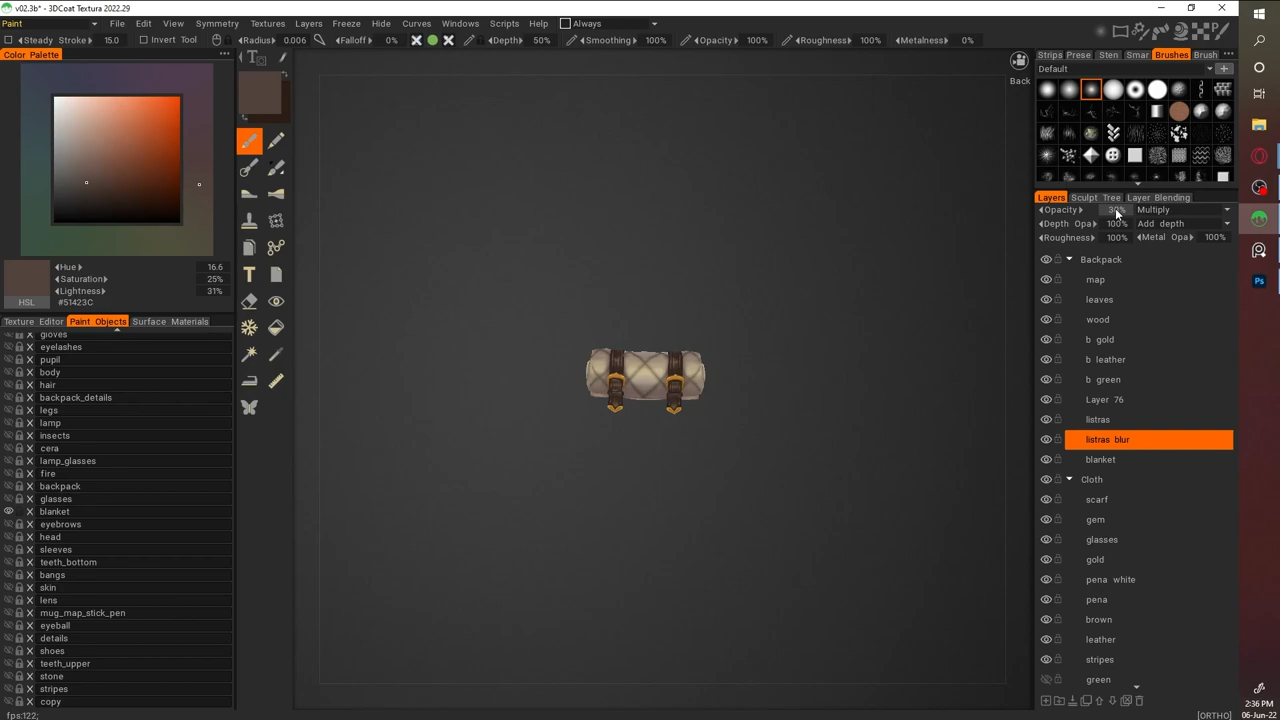 v02.3b* - 3DCoat Textura 2022.29
Paint File Edit View Symmetry Textures Layers Freeze Hide Curves Windows Scripts Help Always
Steady Stroke 15.0 Invert Tool Radius 0.006 Falloff 0% Depth 50% Smoothing 100% Opacity 100% Roughness 100% Metalness 0%
Color Palette
Hue 16.6
Saturation 25%
Lightness 31%
HSL #51423C
Texture Editor Paint Objects Surface Materials
gloves
eyelashes
pupil
body
hair
backpack_details
legs
lamp
insects
cera
lamp_glasses
fire
backpack
glasses
blanket
eyebrows
head
sleeves
teeth_bottom
bangs
skin
lens
mug_map_stick_pen
eyeball
details
shoes
teeth_upper
stone
stripes
copy
fps:122;
T
T
Back
Strips Prese Sten Smar Brushes Brush
Default
Layers Sculpt Tree Layer Blending
Opacity 30% Multiply
Depth Opa 100% Add depth
Roughness 100% Metal Opa 100%
Backpack
map
leaves
wood
b gold
b leather
b green
Layer 76
listras
listras blur
blanket
Cloth
scarf
gem
glasses
gold
pena white
pena
brown
leather
stripes
green
Ps
2:36 PM
06-Jun-22
[ORTHO]